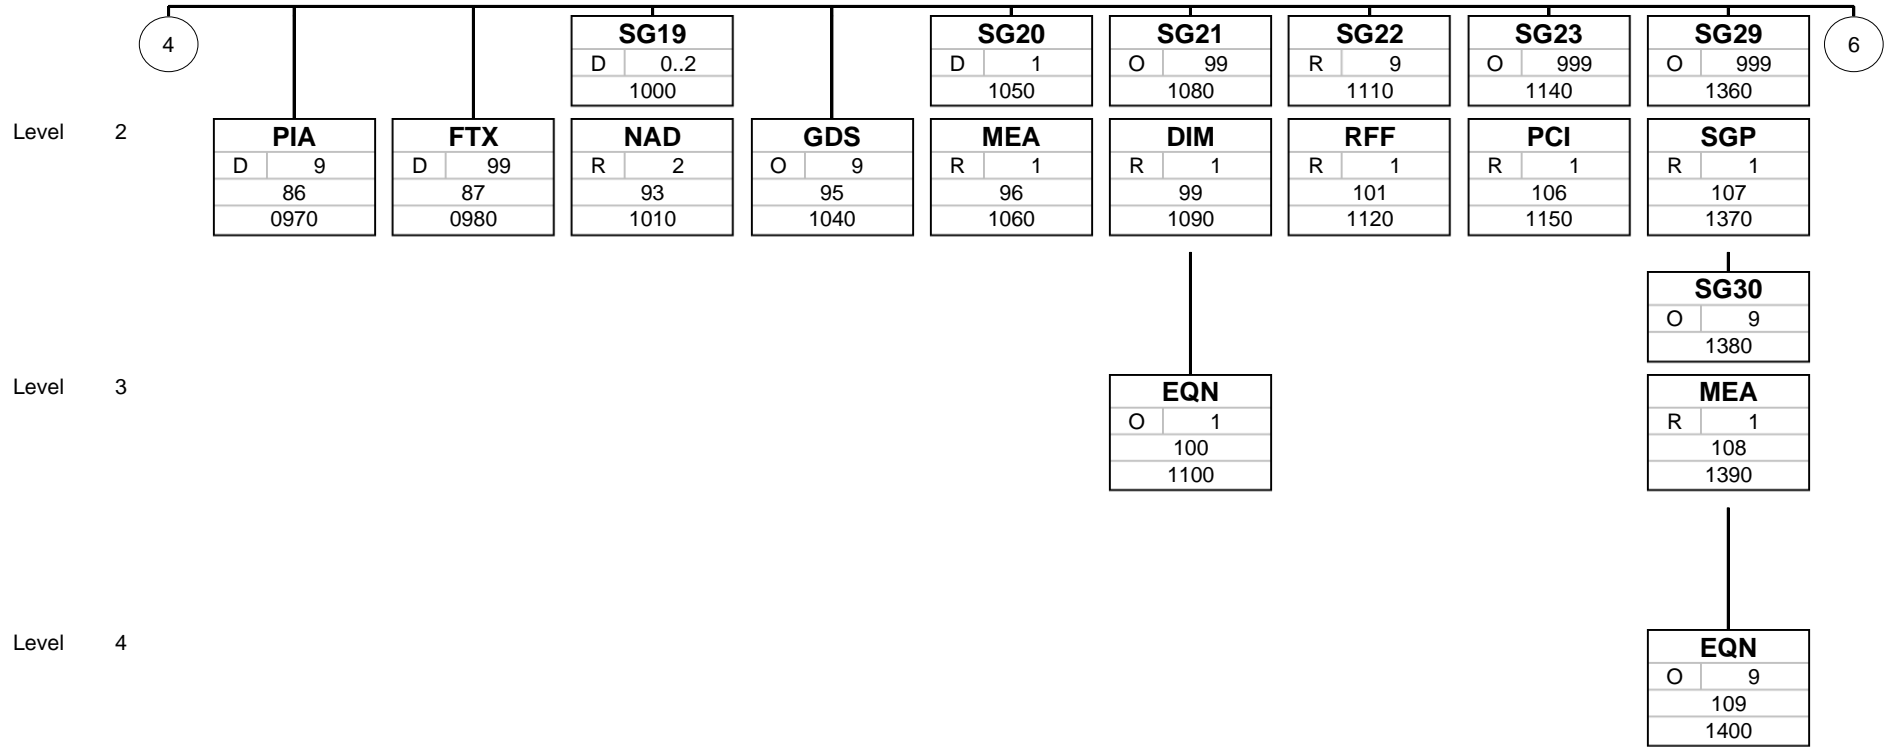 4
SG19
D 0..2
1000
SG20
D 1
1050
SG21
O 99
1080
SG22
R 9
1110
SG23
O 999
1140
SG29
O 999
1360
6
Level 2
PIA
D 9
86
0970
FTX
D 99
87
0980
NAD
R 2
93
1010
GDS
O 9
95
1040
MEA
R 1
96
1060
DIM
R 1
99
1090
RFF
R 1
101
1120
PCI
R 1
106
1150
SGP
R 1
107
1370
SG30
O 9
1380
Level 3
EQN
O 1
100
1100
MEA
R 1
108
1390
Level 4
EQN
O 9
109
1400